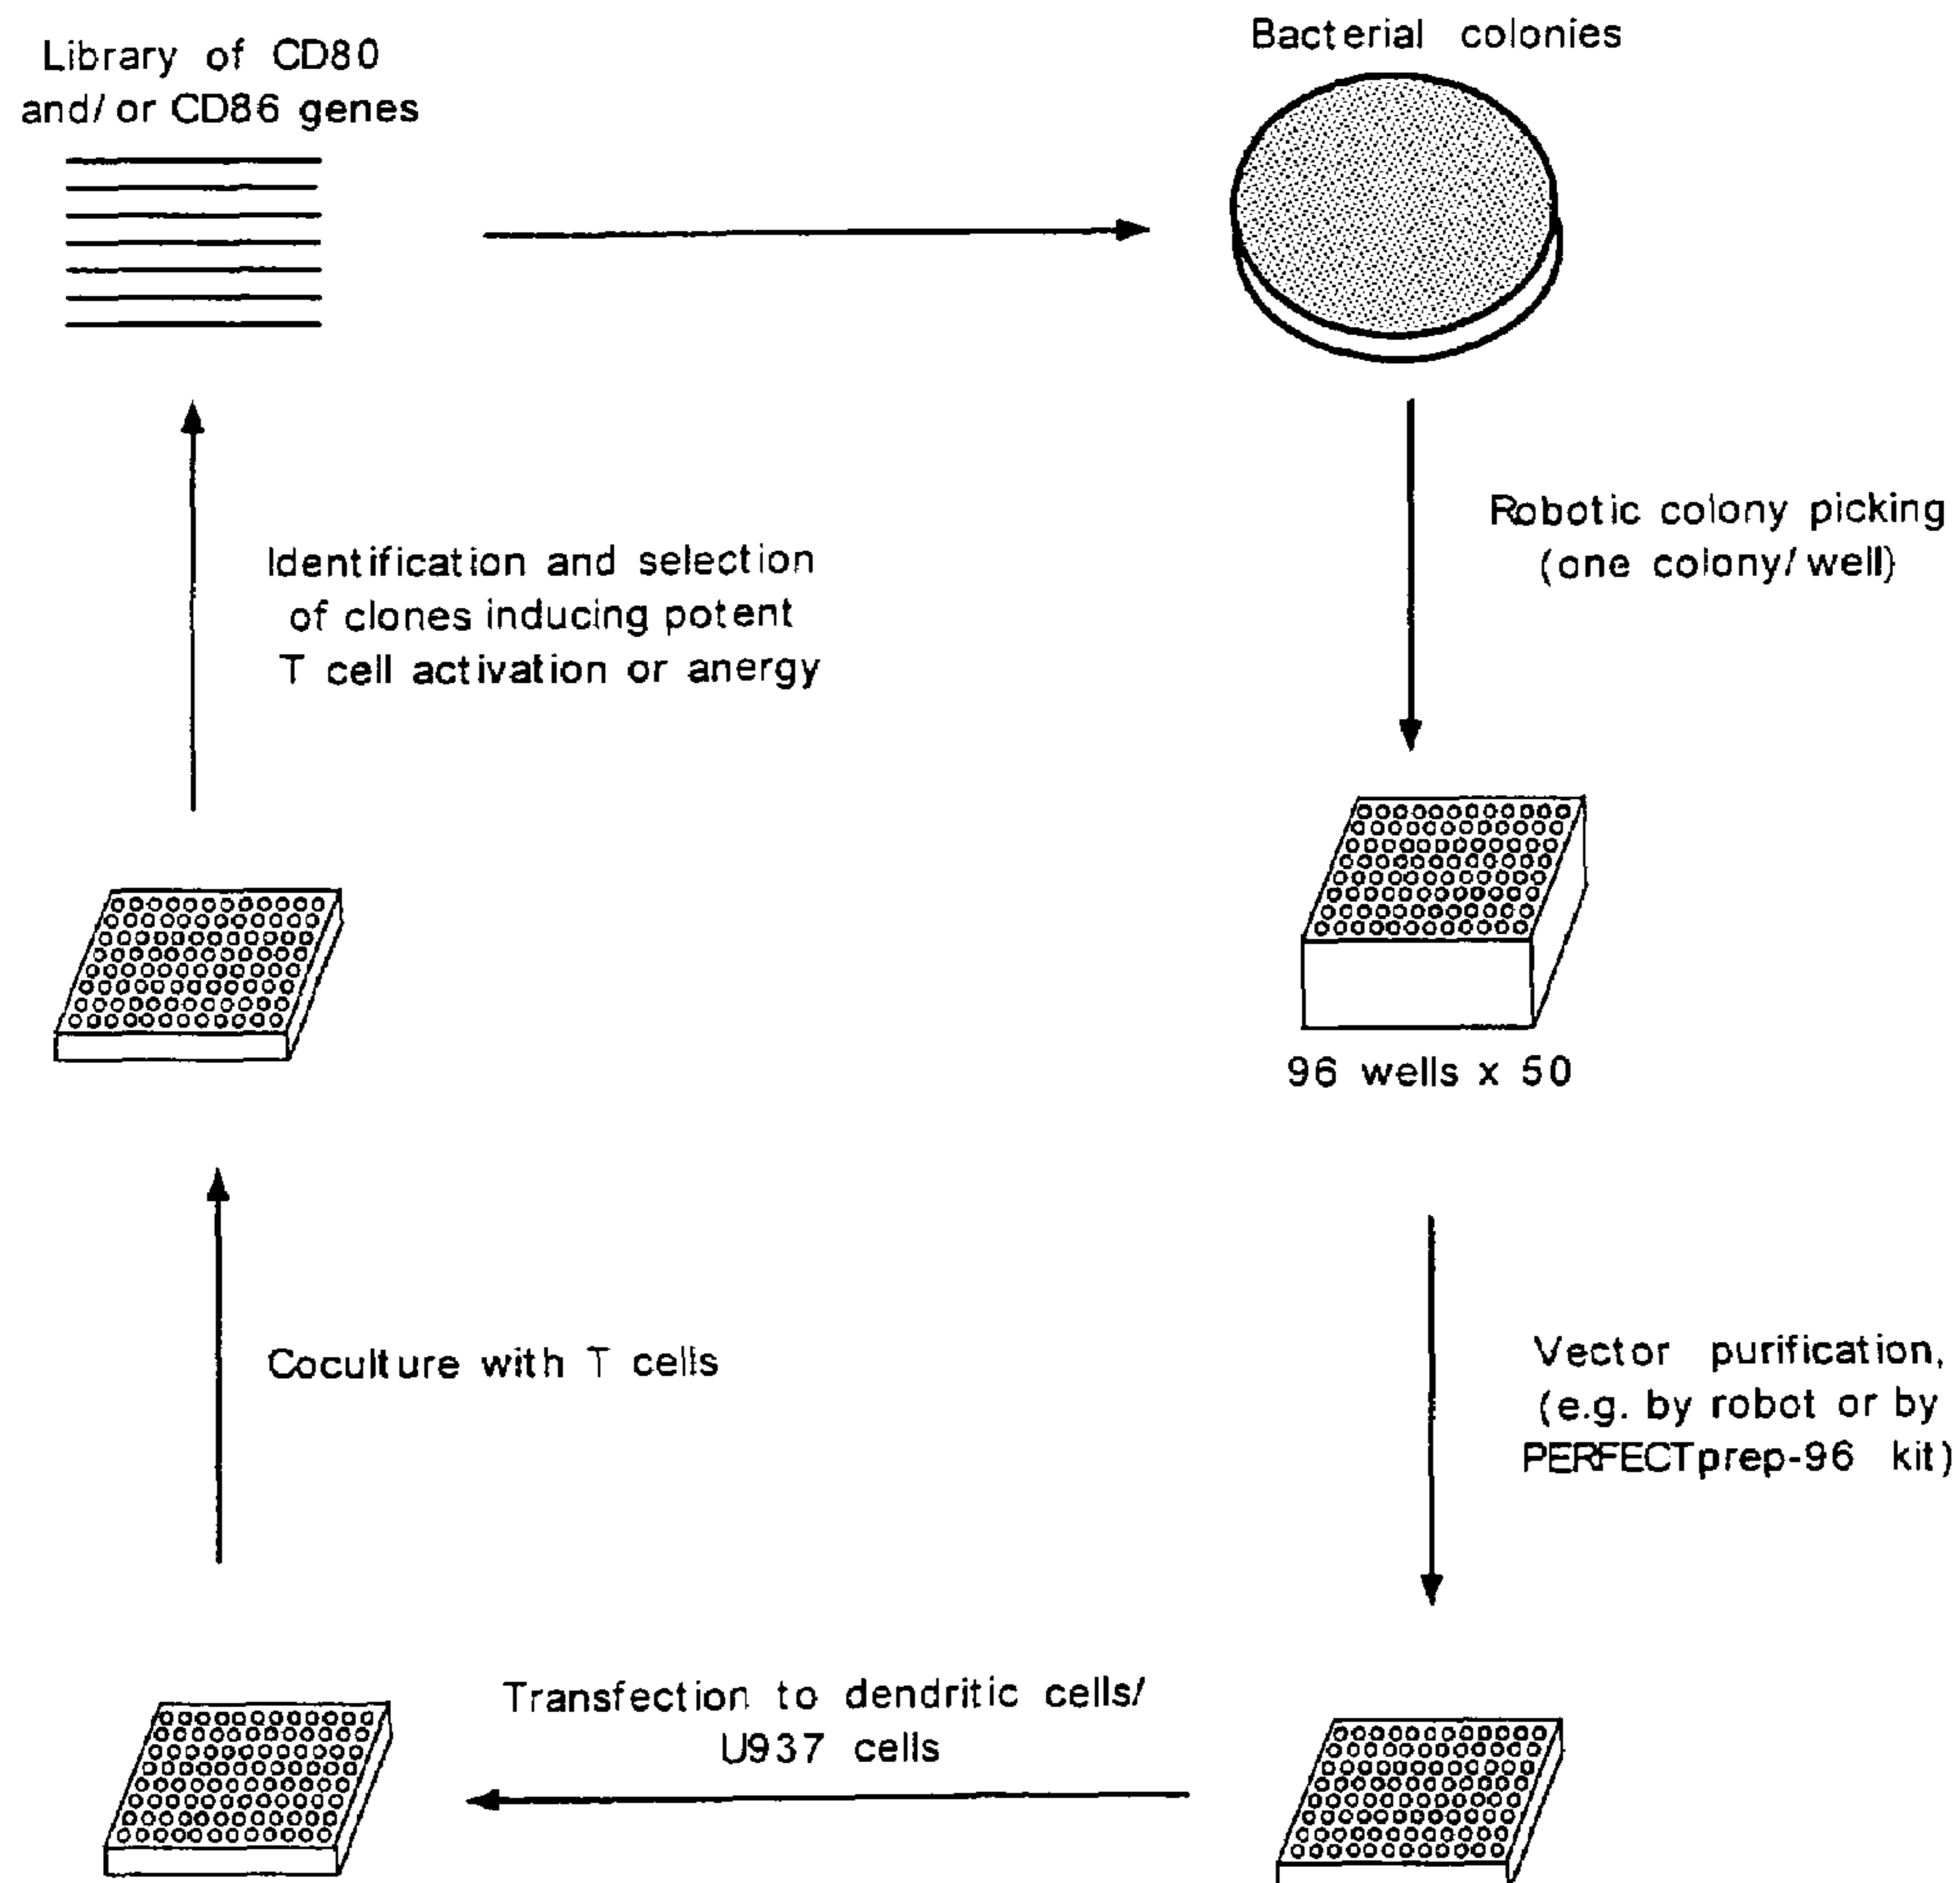 Library of CD80
and/or CD86 genes
Bacterial colonies
Robotic colony picking
(one colony/well)
96 wells x 50
Vector purification,
(e.g. by robot or by
PERFECTprep-96 kit)
Transfection to dendritic cells/
U937 cells
Coculture with T cells
Identification and selection
of clones inducing potent
T cell activation or anergy